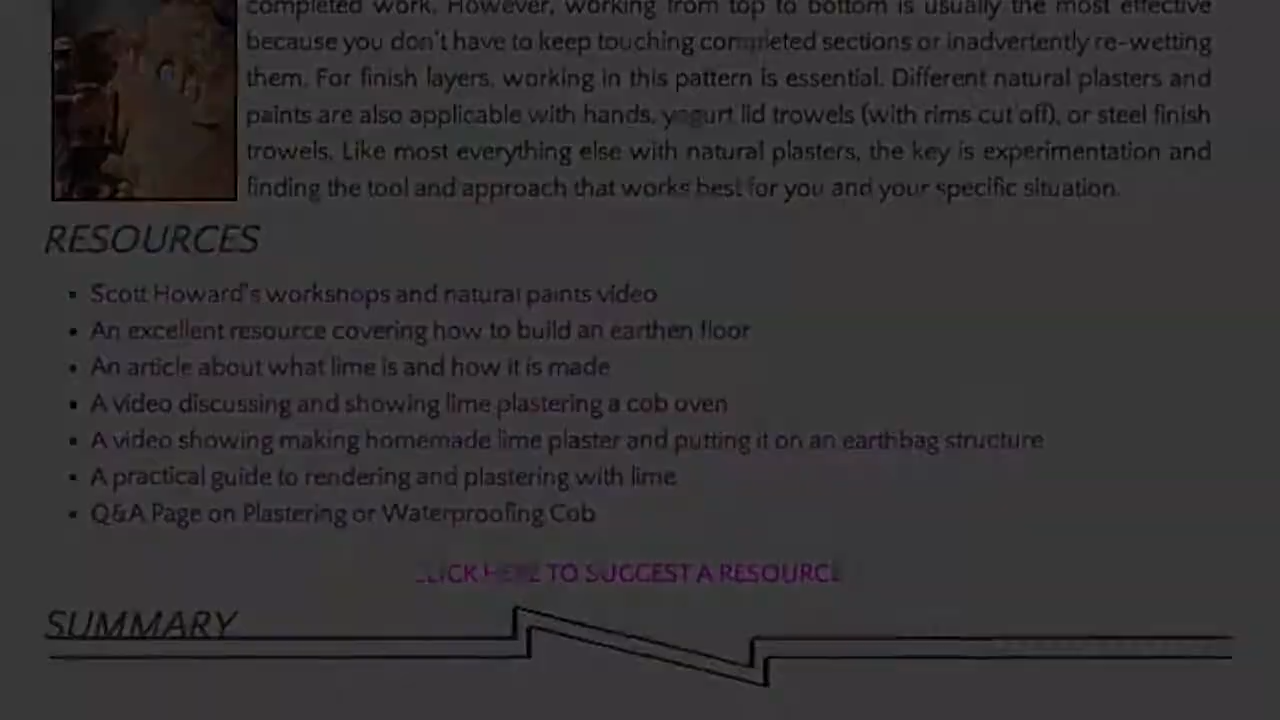 completed work. However, working from top to bottom is usually the most effective
because you don't have to keep touching completed sections or inadvertently re-wetting
them. For finish layers, working in this pattern is essential. Different natural plasters and
paints are also applicable with hands, yogurt lid trowels (with rims cut off), or steel finish
trowels. Like most everything else with natural plasters, the key is experimentation and
finding the tool and approach that works best for you and your specific situation.
RESOURCES
• Scott Howard's workshops and natural paints video
• An excellent resource covering how to build an earthen floor
• An article about what lime is and how it is made
• A video discussing and showing lime plastering a cob oven
• A video showing making homemade lime plaster and putting it on an earthbag structure
• A practical guide to rendering and plastering with lime
• Q&A Page on Plastering or Waterproofing Cob
CLICK HERE TO SUGGEST A RESOURCE
SUMMARY